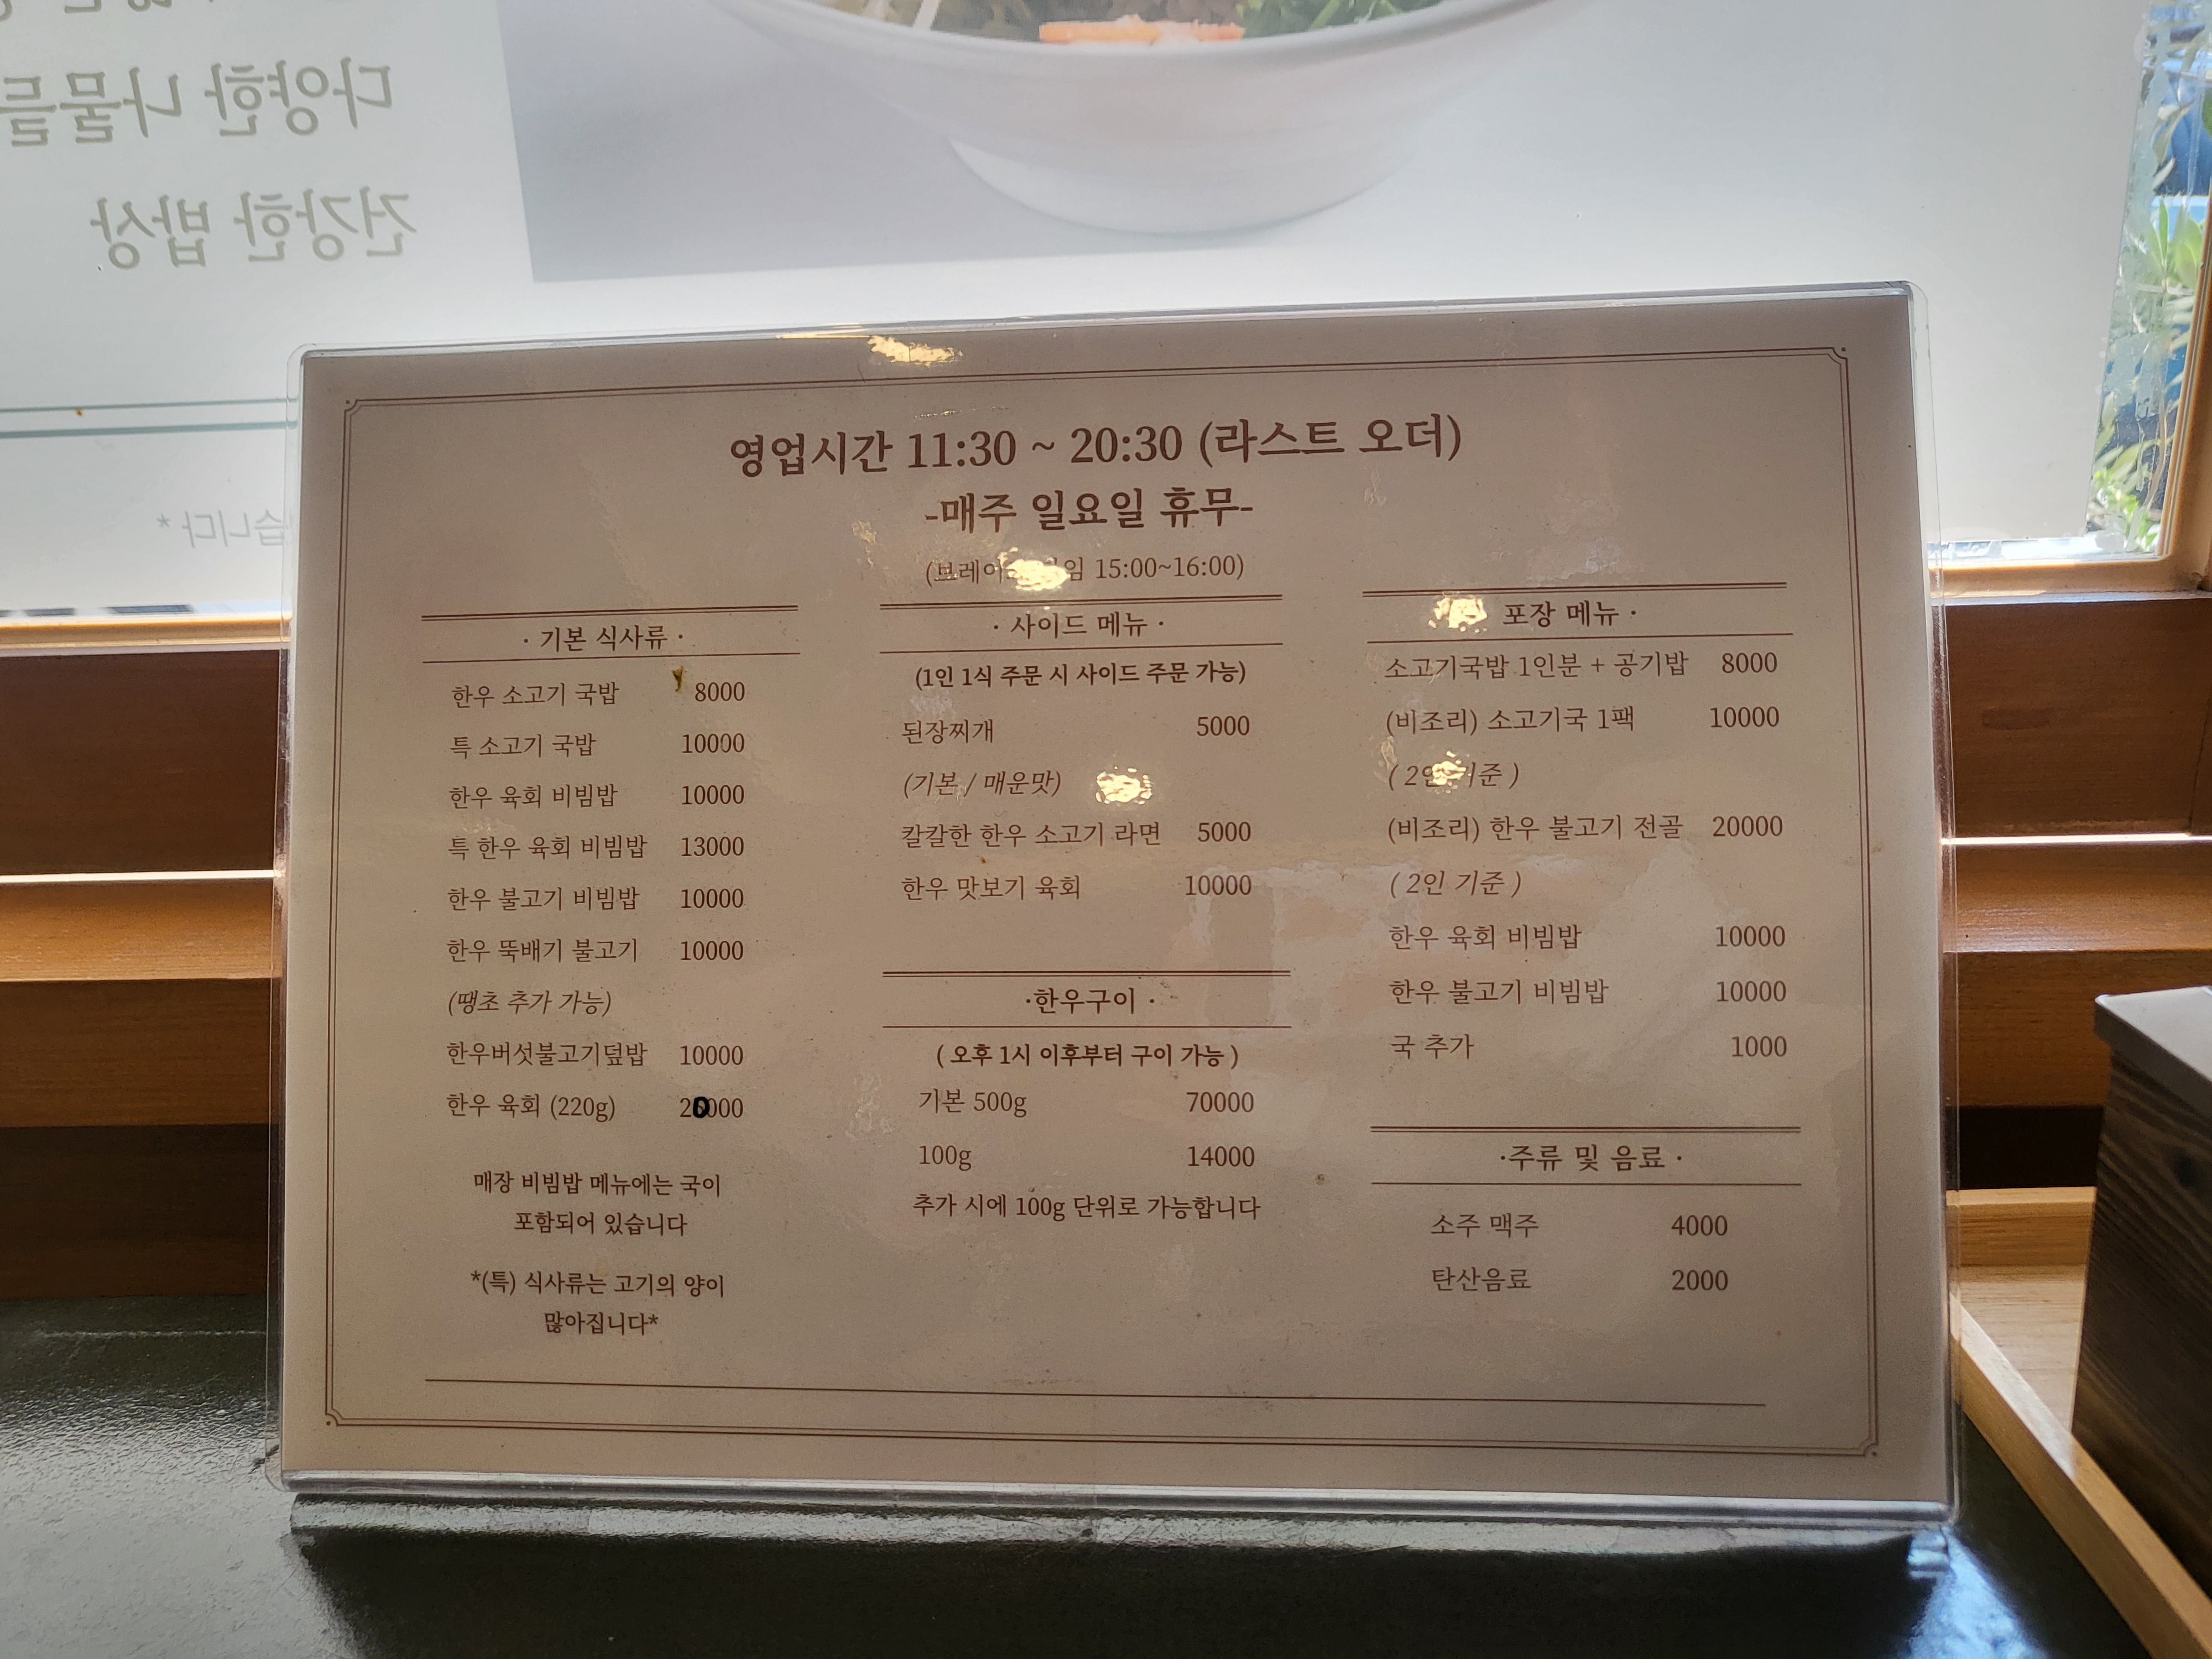 다양한 나물들
건강한 밥상
영업시간 11:30 ~ 20:30 (라스트 오더)
-매주 일요일 휴무-
15:00~16:00)
· 기본 식사류 ·
한우 소고기 국밥 8000
특 소고기 국밥 10000
한우 육회 비빔밥 10000
특 한우 육회 비빔밥 13000
한우 불고기 비빔밥 10000
한우 뚝배기 불고기 10000
(땡초 추가 가능)
한우버섯불고기덮밥 10000
한우 육회 (220g) 20000
매장 비빔밥 메뉴에는 국이
포함되어 있습니다
*(특) 식사류는 고기의 양이
많아집니다*
· 사이드 메뉴 ·
(1인 1식 주문 시 사이드 주문 가능)
된장찌개 5000
(기본 / 매운맛)
칼칼한 한우 소고기 라면 5000
한우 맛보기 육회 10000
·한우구이 ·
( 오후 1시 이후부터 구이 가능 )
기본 500g 70000
100g 14000
추가 시에 100g 단위로 가능합니다
포장 메뉴 ·
소고기국밥 1인분 + 공기밥 8000
(비조리) 소고기국 1팩 10000
( 2인 기준 )
(비조리) 한우 불고기 전골 20000
( 2인 기준 )
한우 육회 비빔밥 10000
한우 불고기 비빔밥 10000
국 추가 1000
·주류 및 음료 ·
소주 맥주 4000
탄산음료 2000